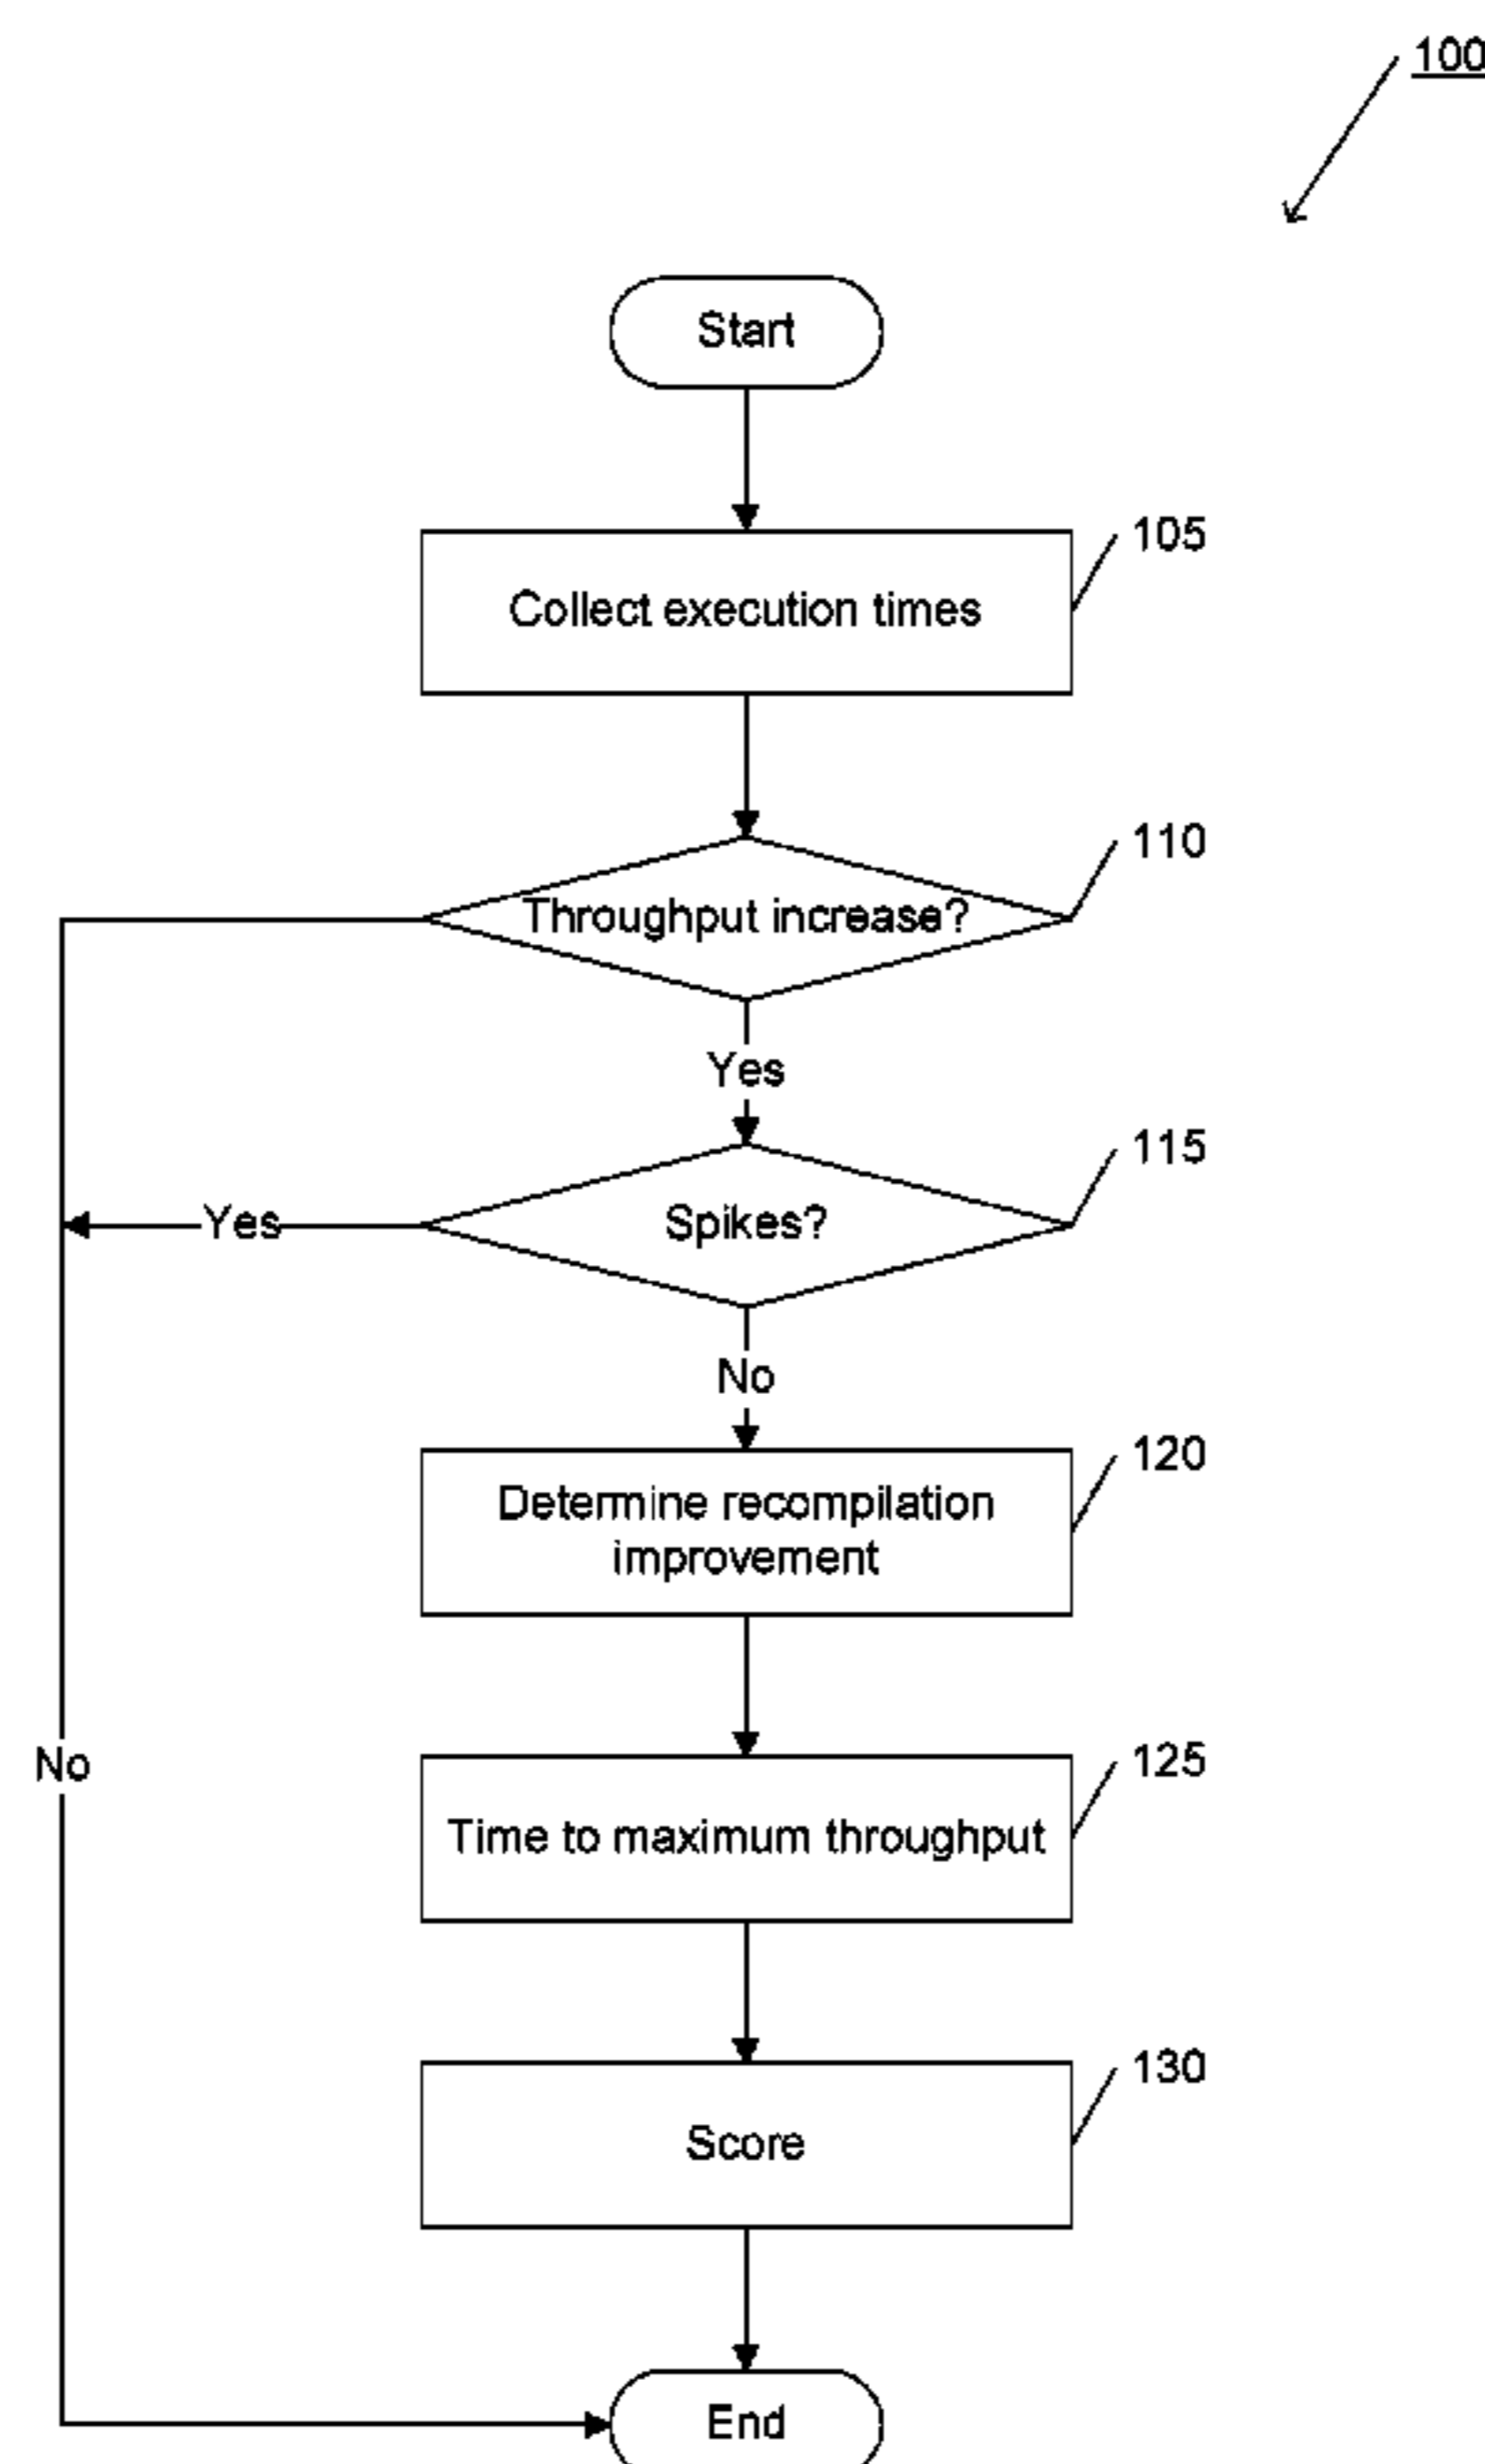 100
Start
105
Collect execution times
110
Throughput increase?
Yes
115
Yes
Spikes?
No
120
Determine recompilation
improvement
No
125
Time to maximum throughput
130
Score
End